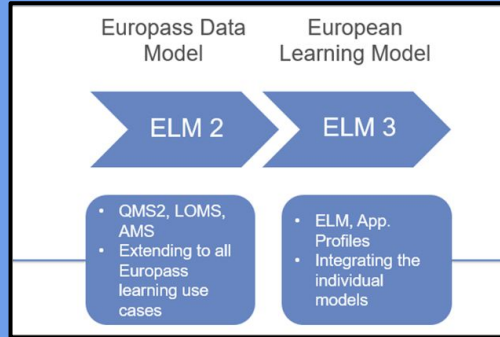 Europass Data
Model
European
Learning Model
ELM 2
ELM 3
• QMS2, LOMS,
AMS
• Extending to all
Europass
learning use
cases
• ELM, App.
Profiles
• Integrating the
individual
models